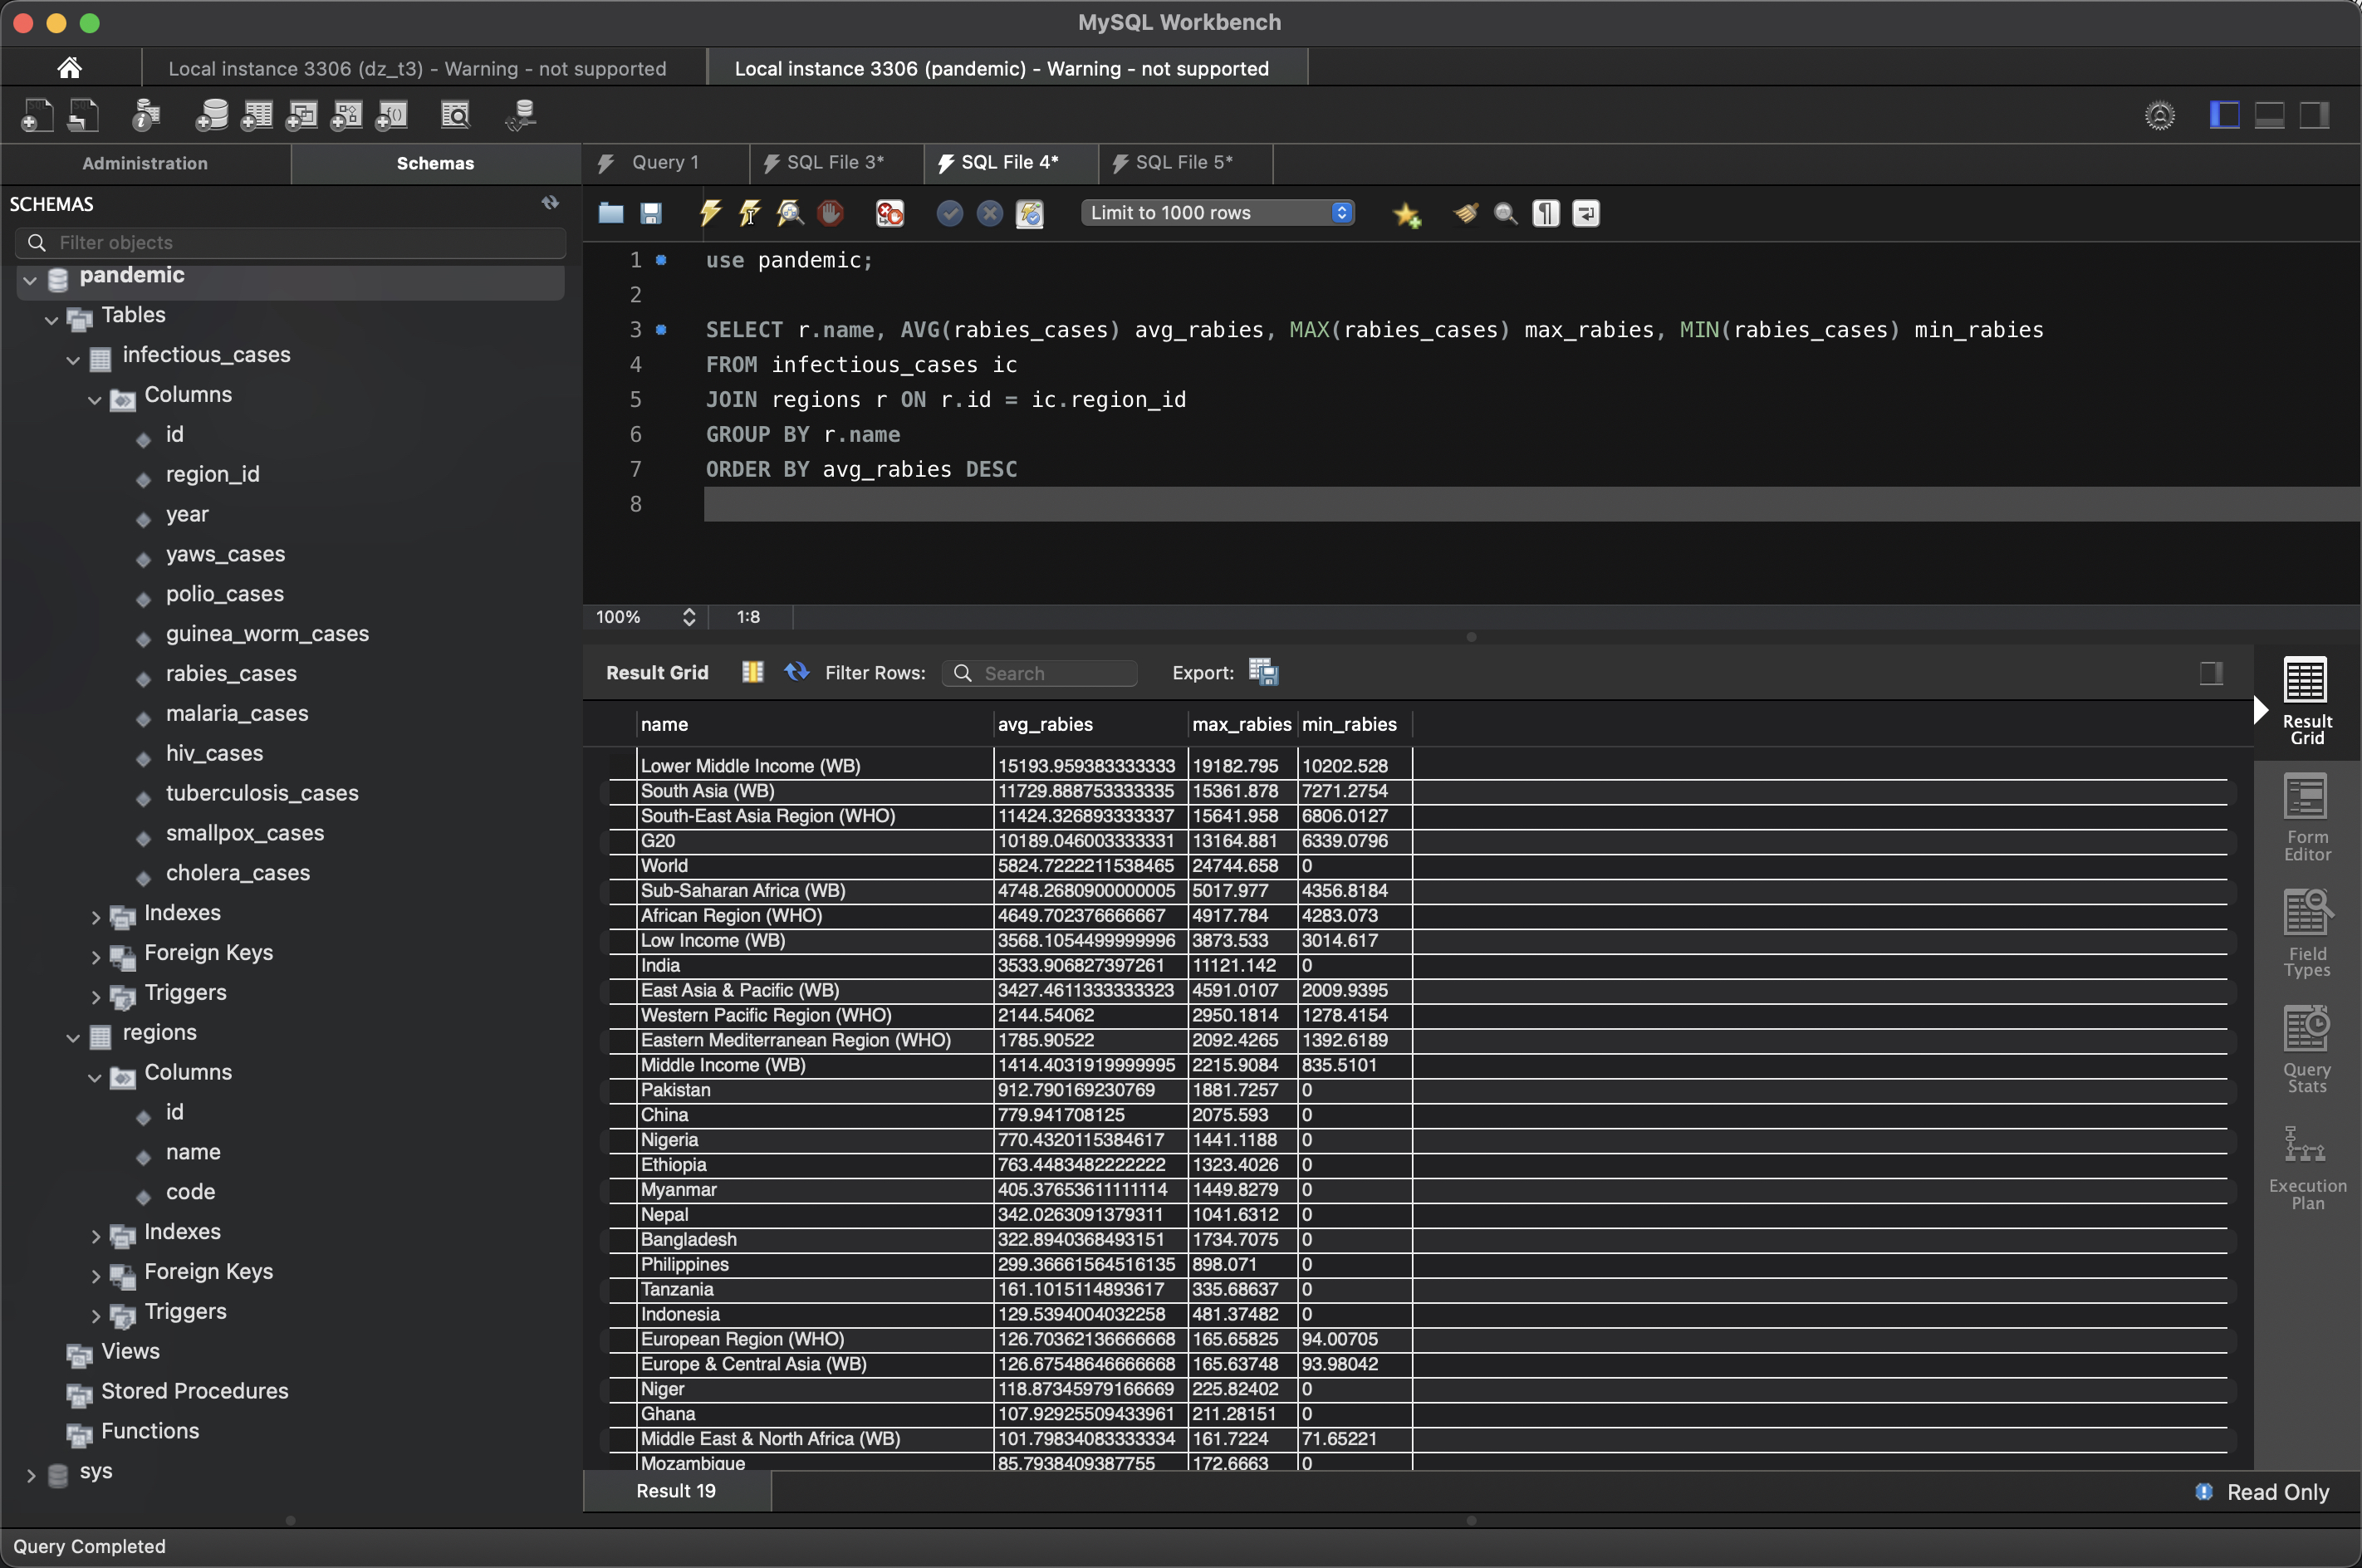 MySQL Workbench
Local instance 3306 (dz_t3) - Warning - not supported
Local instance 3306 (pandemic) - Warning - not supported
Administration
Schemas
Query 1
SQL File 3*
SQL File 4*
SQL File 5*
SCHEMAS
Filter objects
Limit to 1000 rows
pandemic
Tables
infectious_cases
Columns
id
region_id
year
yaws_cases
polio_cases
guinea_worm_cases
rabies_cases
malaria_cases
hiv_cases
tuberculosis_cases
smallpox_cases
cholera_cases
Indexes
Foreign Keys
Triggers
regions
Columns
id
name
code
Indexes
Foreign Keys
Triggers
Views
Stored Procedures
Functions
sys
1 use pandemic;
2
3 SELECT r.name, AVG(rabies_cases) avg_rabies, MAX(rabies_cases) max_rabies, MIN(rabies_cases) min_rabies
4 FROM infectious_cases ic
5 JOIN regions r ON r.id = ic.region_id
6 GROUP BY r.name
7 ORDER BY avg_rabies DESC
8
100% 1:8
Result Grid Filter Rows: Search Export:
name avg_rabies max_rabies min_rabies
Lower Middle Income (WB) 15193.959383333333 19182.795 10202.528
South Asia (WB) 11729.888753333335 15361.878 7271.2754
South-East Asia Region (WHO) 11424.326893333337 15641.958 6806.0127
G20 10189.046003333331 13164.881 6339.0796
World 5824.7222211538465 24744.658 0
Sub-Saharan Africa (WB) 4748.2680900000005 5017.977 4356.8184
African Region (WHO) 4649.702376666667 4917.784 4283.073
Low Income (WB) 3568.1054499999996 3873.533 3014.617
India 3533.906827397261 11121.142 0
East Asia & Pacific (WB) 3427.4611333333323 4591.0107 2009.9395
Western Pacific Region (WHO) 2144.54062 2950.1814 1278.4154
Eastern Mediterranean Region (WHO) 1785.90522 2092.4265 1392.6189
Middle Income (WB) 1414.4031919999995 2215.9084 835.5101
Pakistan 912.790169230769 1881.7257 0
China 779.941708125 2075.593 0
Nigeria 770.4320115384617 1441.1188 0
Ethiopia 763.4483482222222 1323.4026 0
Myanmar 405.37653611111114 1449.8279 0
Nepal 342.0263091379311 1041.6312 0
Bangladesh 322.8940368493151 1734.7075 0
Philippines 299.36661564516135 898.071 0
Tanzania 161.1015114893617 335.68637 0
Indonesia 129.5394004032258 481.37482 0
European Region (WHO) 126.70362136666668 165.65825 94.00705
Europe & Central Asia (WB) 126.67548646666668 165.63748 93.98042
Niger 118.87345979166669 225.82402 0
Ghana 107.92925509433961 211.28151 0
Middle East & North Africa (WB) 101.79834083333334 161.7224 71.65221
Mozambique 85.7938409387755 172.6663 0
Result
Grid
Form
Editor
Field
Types
Query
Stats
Execution
Plan
Result 19
Read Only
Query Completed